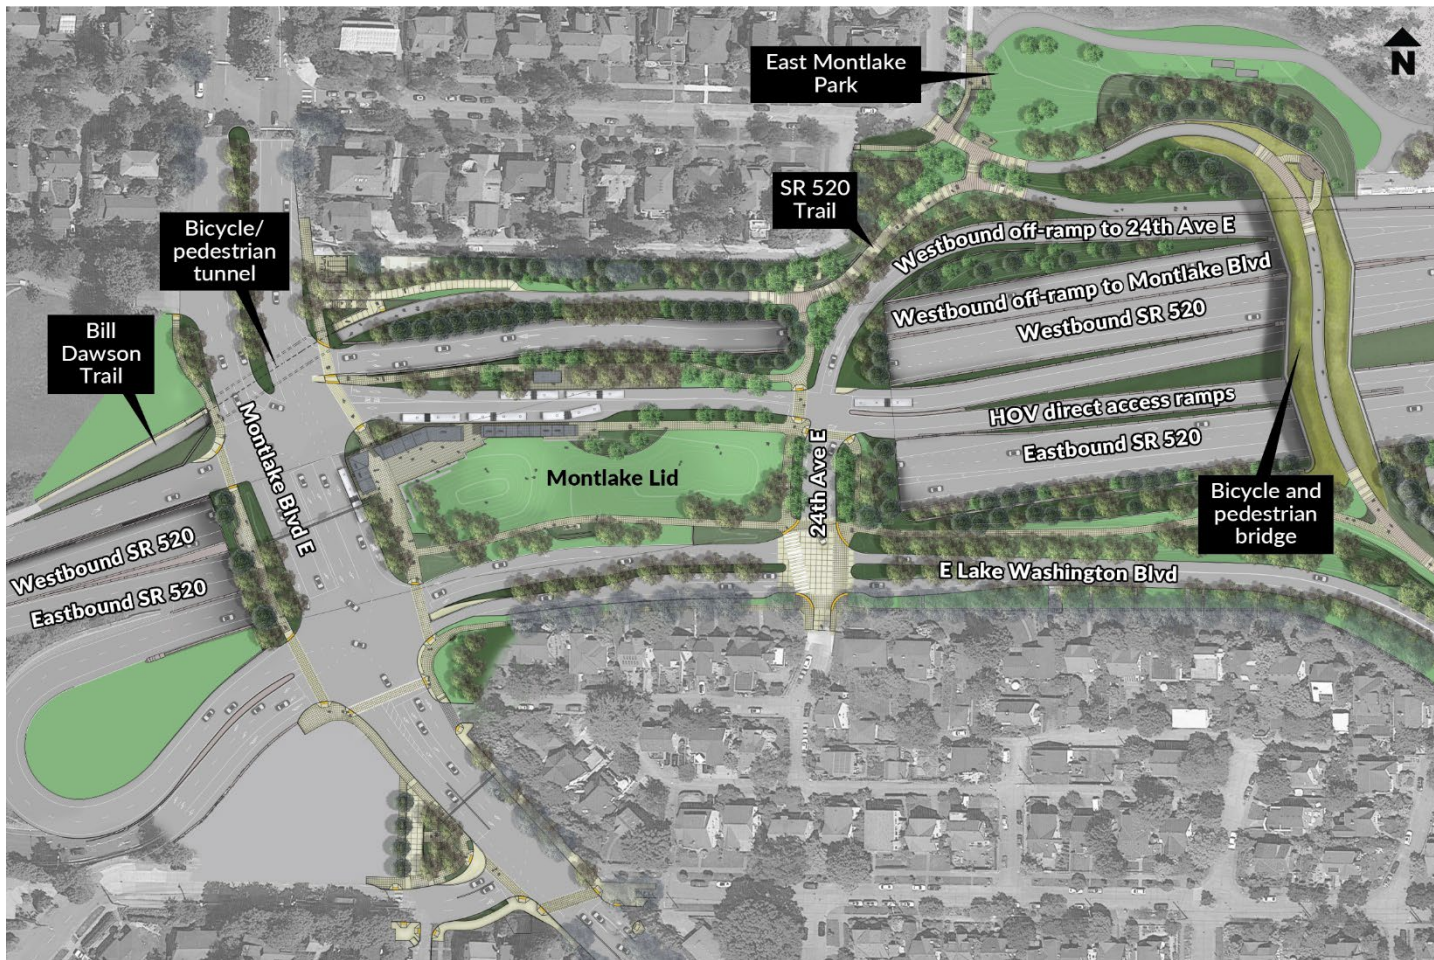 East Montlake
Park
N
SR 520
Trail
Bicycle/
pedestrian
tunnel
Westbound off-ramp to 24th Ave E
Westbound off-ramp to Montlake Blvd
Westbound SR 520
Bill
Dawson
Trail
HOV direct access ramps
Eastbound SR 520
Montlake Blvd E
Montlake Lid
24th Ave E
Bicycle and
pedestrian
bridge
Westbound SR 520
Eastbound SR 520
E Lake Washington Blvd